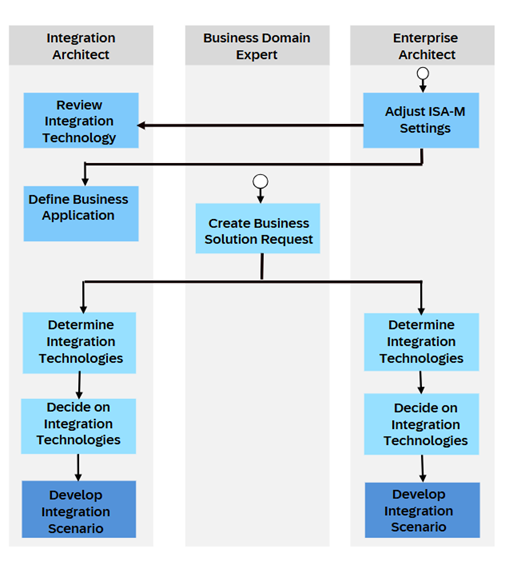 Integration
Architect
Business Domain
Expert
Enterprise
Architect
Review
Integration
Technology
Adjust ISA-M
Settings
Define Business
Application
Create Business
Solution Request
Determine
Integration
Technologies
Determine
Integration
Technologies
Decide on
Integration
Technologies
Decide on
Integration
Technologies
Develop
Integration
Scenario
Develop
Integration
Scenario